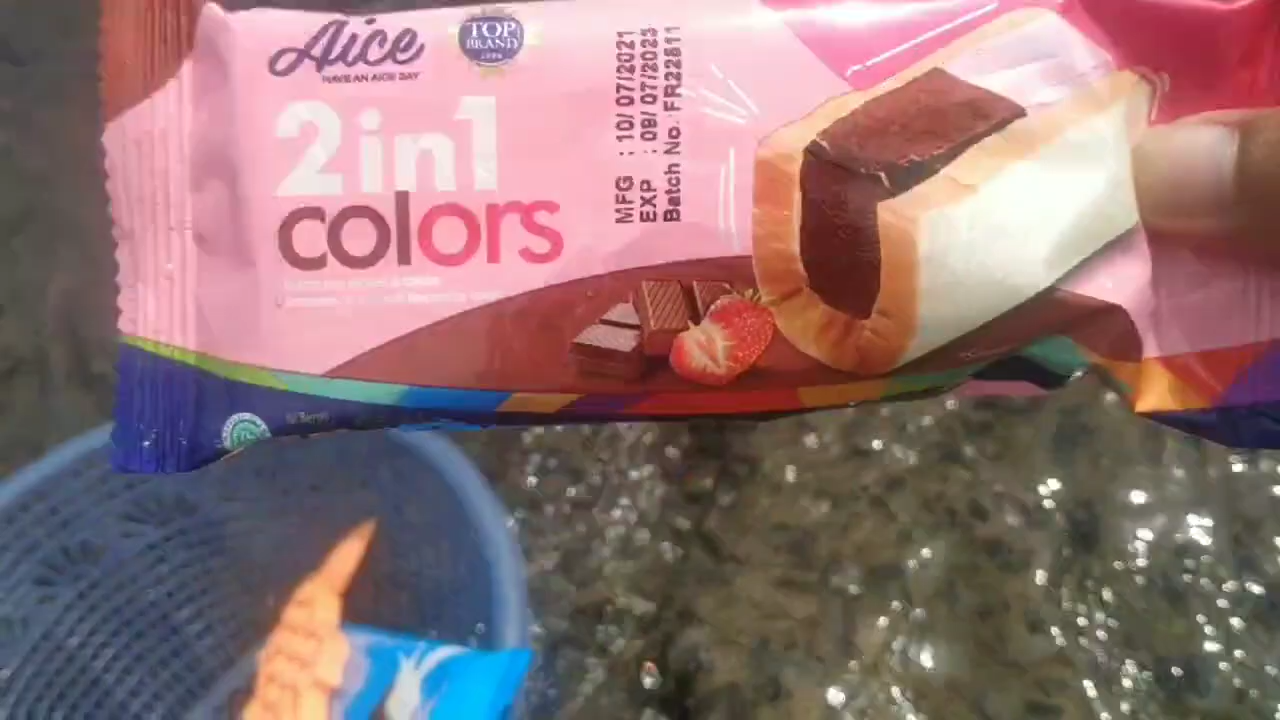 Aice
HAVE AN AICE DAY
TOP
BRAND
2in1
colors
MFG : 10/ 07/2021
EXP : 09/ 07/2023
Batch No. FR22811